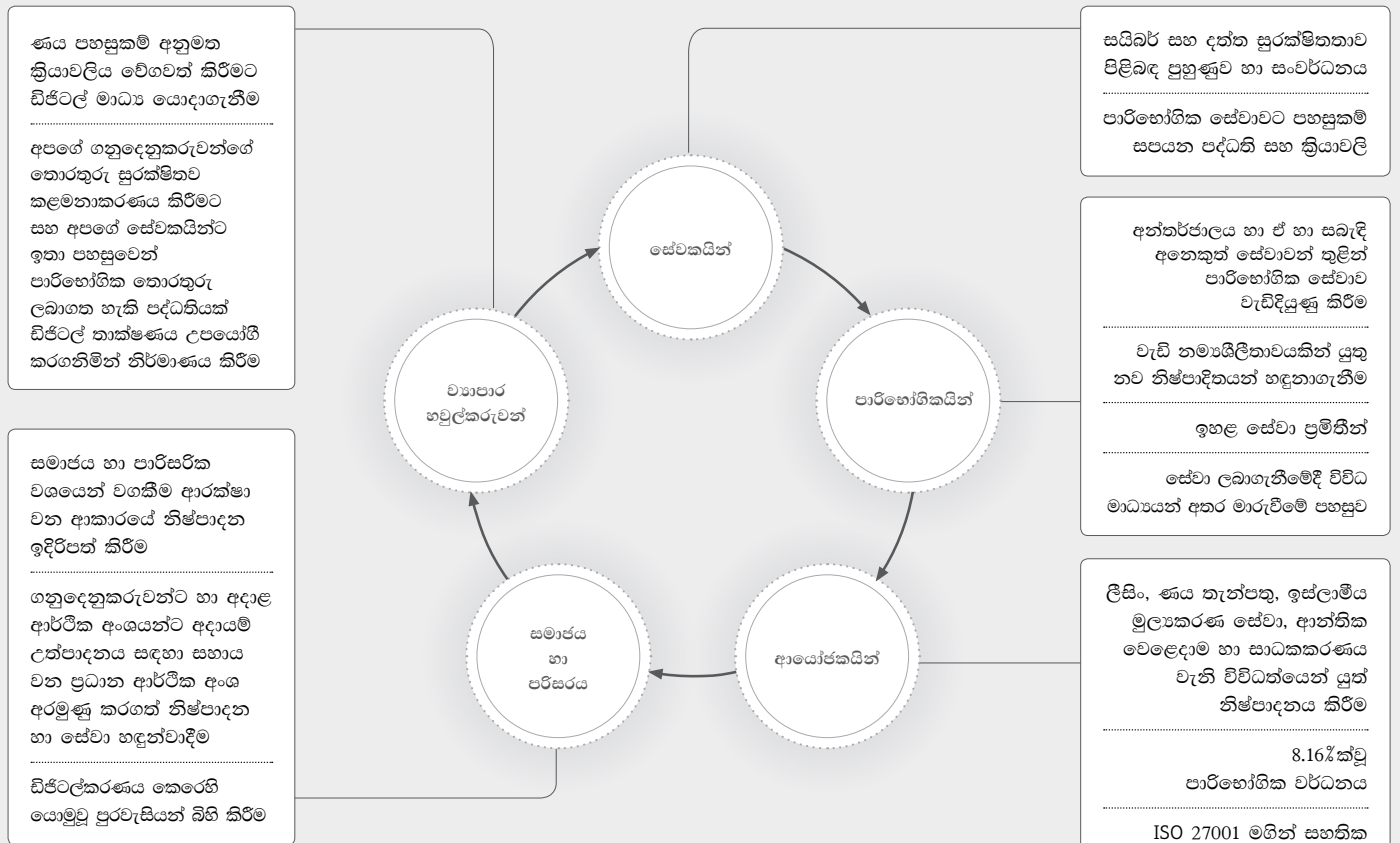 ණය පහසුකම් අනුමත
ක්‍රියාවලිය වේගවත් කිරීමට
ඩිජිටල් මාධ්‍ය යොදාගැනීම
අපගේ ගනුදෙනුකරුවන්ගේ
තොරතුරු සුරක්ෂිතව
කළමනාකරණය කිරීමට
සහ අපගේ සේවකයින්ට
ඉතා පහසුවෙන්
පාරිභෝගික තොරතුරු
ලබාගත හැකි පද්ධතියක්
ඩිජිටල් තාක්ෂණය උපයෝගී
කරගනිමින් නිර්මාණය කිරීම
සමාජය හා පාරිසරික
වශයෙන් වගකීම ආරක්ෂා
වන ආකාරයේ නිෂ්පාදන
ඉදිරිපත් කිරීම
ගනුදෙනුකරුවන්ට හා අදාළ
ආර්ථික අංශයන්ට අදායම්
උත්පාදනය සඳහා සහාය
වන ප්‍රධාන ආර්ථික අංශ
අරමුණු කරගත් නිෂ්පාදන
හා සේවා හඳුන්වාදීම
ඩිජිටල්කරණය කෙරෙහි
යොමුවූ පුරවැසියන් බිහි කිරීම
සේවකයින්
ව්‍යාපාර
හවුල්කරුවන්
පාරිභෝගිකයින්
සමාජය
හා
පරිසරය
ආයෝජකයින්
සයිබර් සහ දත්ත සුරක්ෂිතතාව
පිළිබඳ පුහුණුව හා සංවර්ධනය
පාරිභෝගික සේවාවට පහසුකම්
සපයන පද්ධති සහ ක්‍රියාවලි
අන්තර්ජාලය හා ඒ හා සබැඳි
අනෙකුත් සේවාවන් තුළින්
පාරිභෝගික සේවාව
වැඩිදියුණු කිරීම
වැඩි නම්‍යශීලීතාවයකින් යුතු
නව නිෂ්පාදිතයන් හඳුනාගැනීම
ඉහළ සේවා ප්‍රමිතීන්
සේවා ලබාගැනීමේදී විවිධ
මාධ්‍යයන් අතර මාරුවීමේ පහසුව
ලීසිං, ණය තැන්පතු, ඉස්ලාමීය
මුල්‍යකරණ සේවා, ආන්තික
වෙළෙදාම හා සාධකකරණය
වැනි විවිධත්යෙන් යුත්
නිෂ්පාදනය කිරීම
8.16%ක්වූ
පාරිභෝගික වර්ධනය
ISO 27001 මගින් සහතික